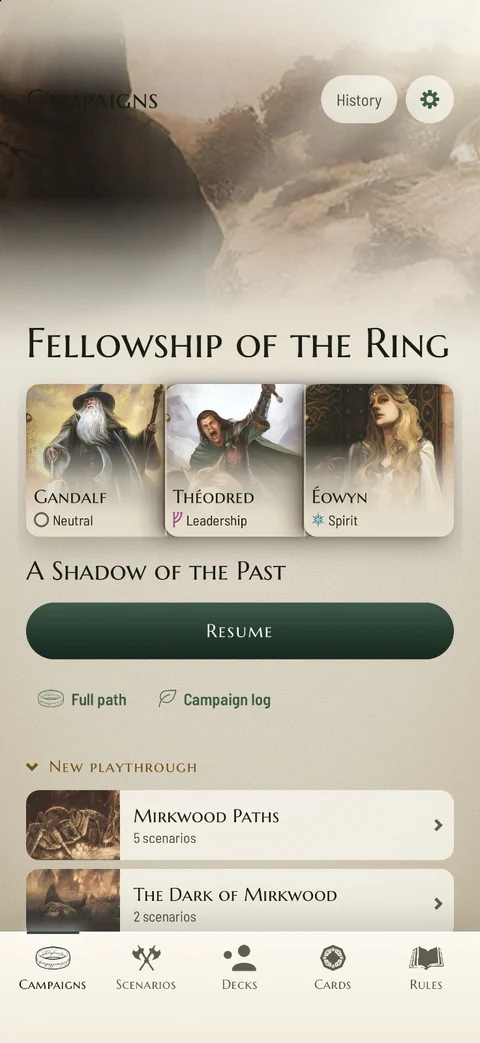 Campaigns
History
Fellowship of the Ring
Gandalf
Neutral
Théodred
Leadership
Éowyn
Spirit
A Shadow of the Past
Resume
Full path
Campaign log
New playthrough
Mirkwood Paths
5 scenarios
The Dark of Mirkwood
2 scenarios
Campaigns
Scenarios
Decks
Cards
Rules